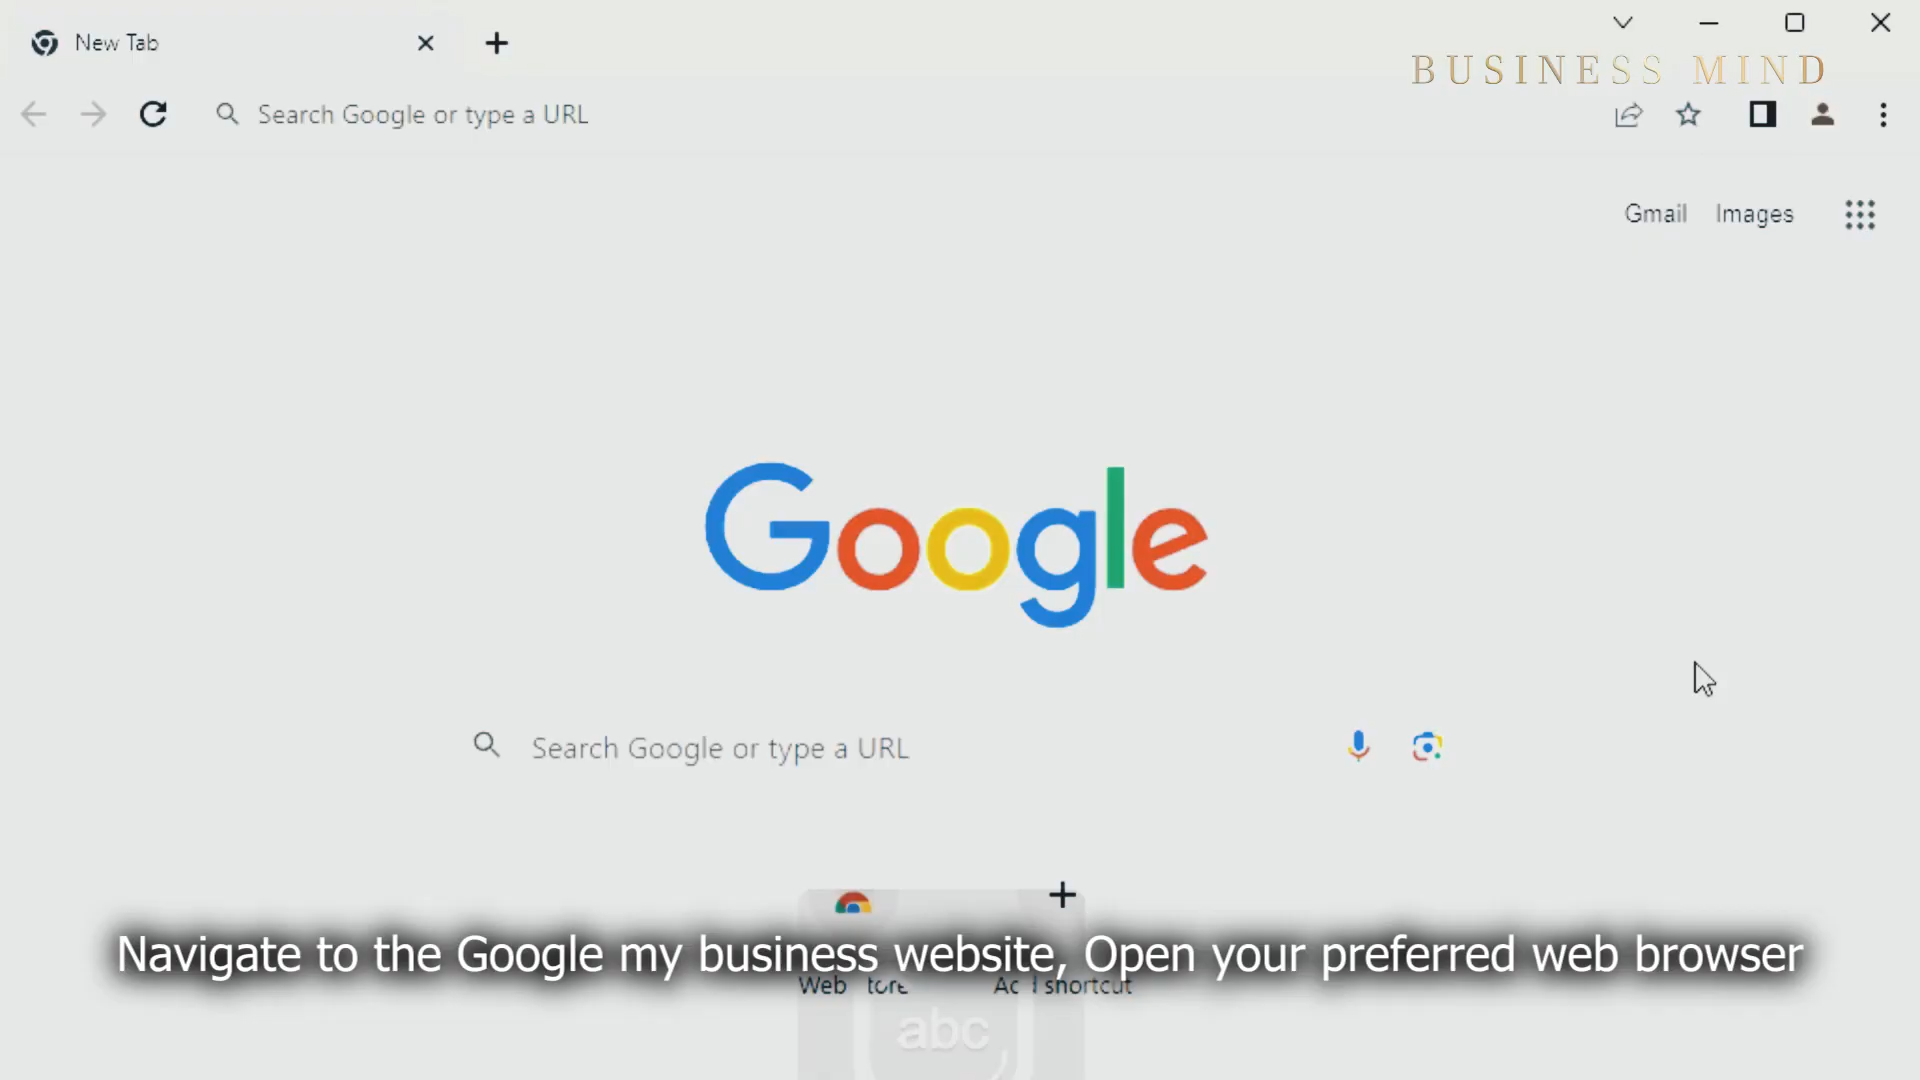 New Tab
BUSINESS MIND
Search Google or type a URL
Gmail Images
Google
Search Google or type a URL
Navigate to the Google my business website, Open your preferred web browser
Web Add shortcut
abc